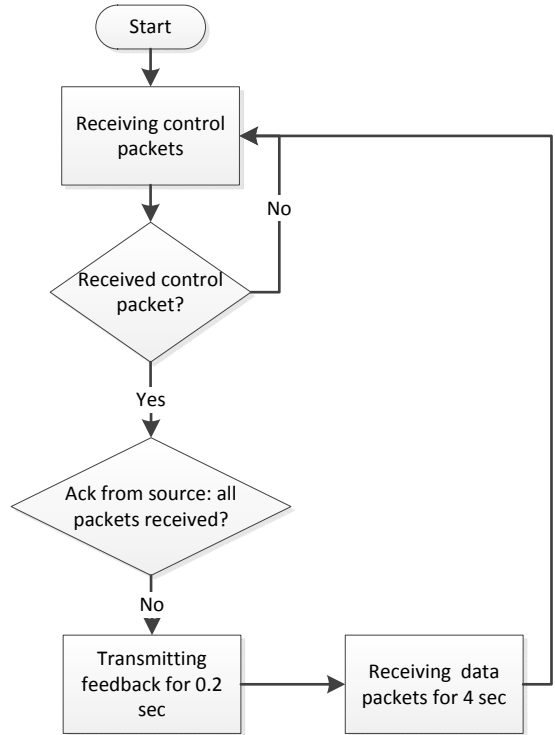 Start
Receiving control
packets
No
Received control
packet?
Yes
Ack from source: all
packets received?
No
Transmitting
feedback for 0.2
sec
Receiving data
packets for 4 sec